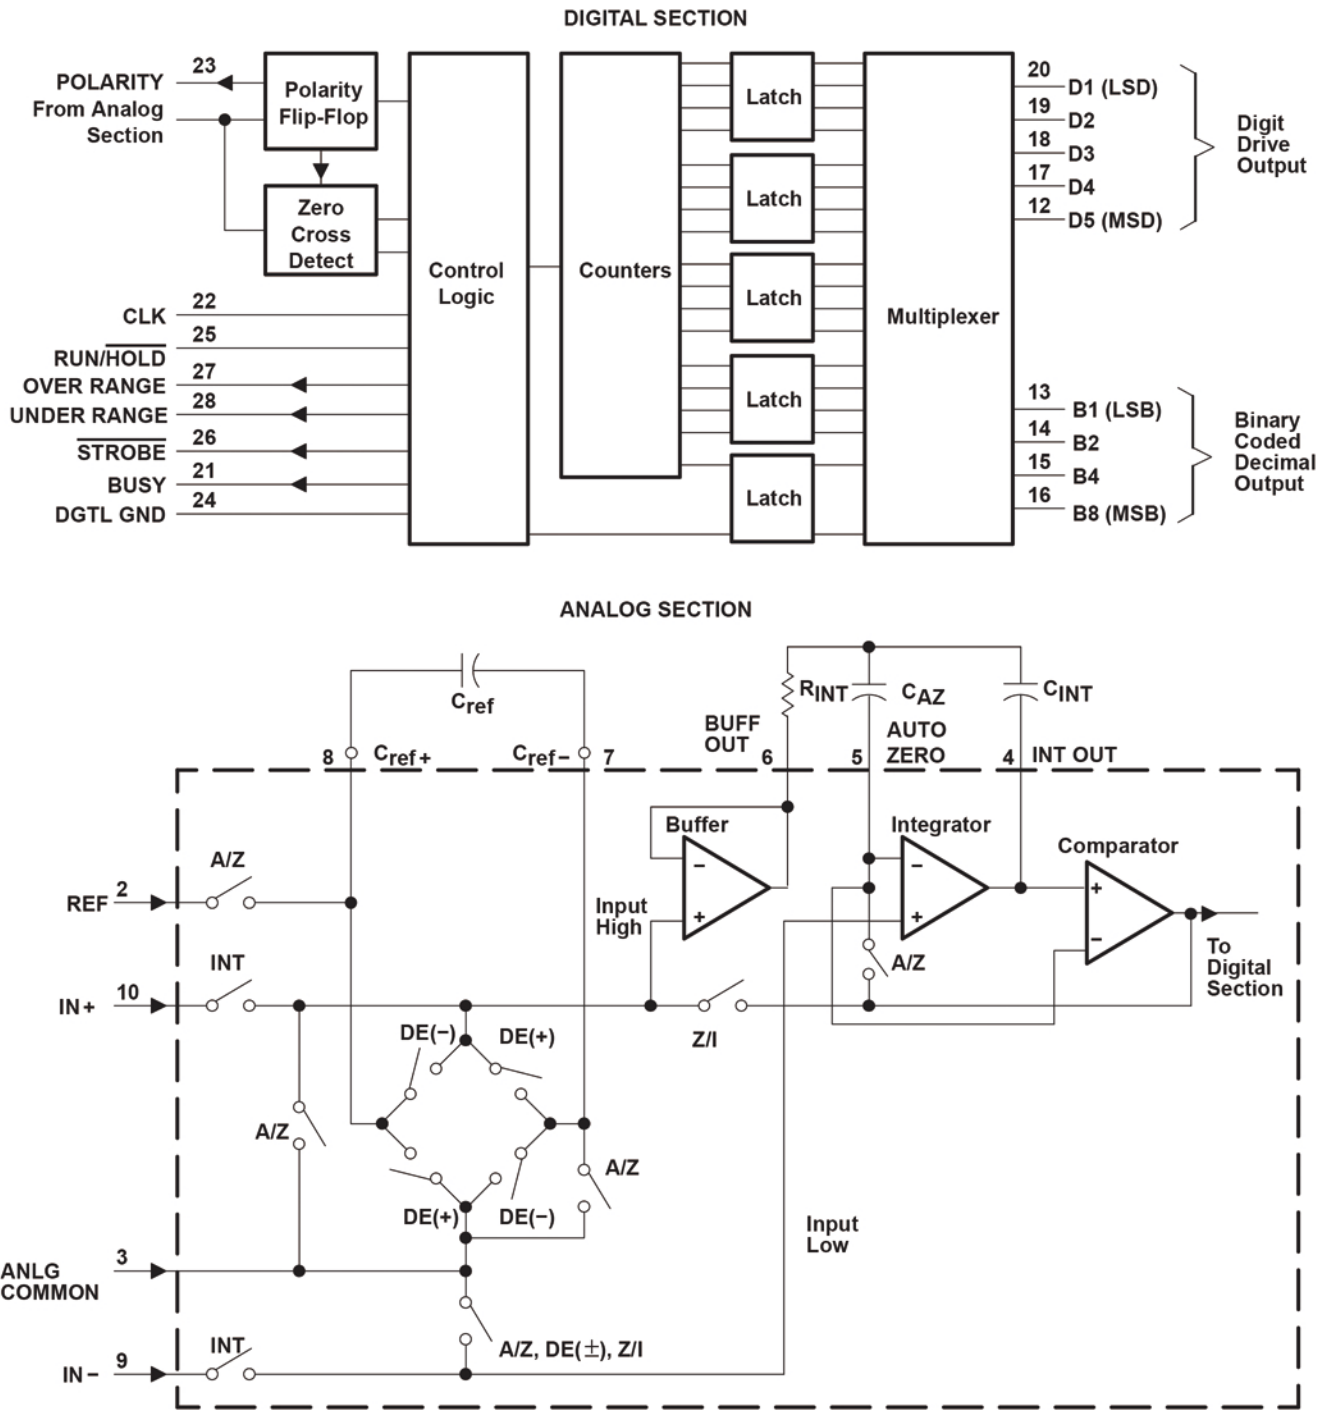 DIGITAL SECTION
POLARITY
23
From Analog
Section
Polarity
Flip-Flop
Zero
Cross
Detect
CLK
22
RUN/HOLD
25
OVER RANGE
27
UNDER RANGE
28
STROBE
26
BUSY
21
DGTL GND
24
Control
Logic
Counters
Latch
Latch
Latch
Latch
Latch
Multiplexer
20
D1 (LSD)
19
D2
18
D3
17
D4
12
D5 (MSD)
Digit
Drive
Output
13
B1 (LSB)
14
B2
15
B4
16
B8 (MSB)
Binary
Coded
Decimal
Output
ANALOG SECTION
Cref
8
Cref+
Cref−
7
BUFF
OUT
6
RINT
CAZ
AUTO
ZERO
5
CINT
4
INT OUT
Buffer
−
+
Integrator
−
+
Comparator
+
−
REF
2
A/Z
IN+
10
INT
Input
High
A/Z
Z/I
To
Digital
Section
DE(−)
DE(+)
A/Z
A/Z
DE(+)
DE(−)
Input
Low
ANLG
COMMON
3
A/Z, DE(±), Z/I
IN−
9
INT